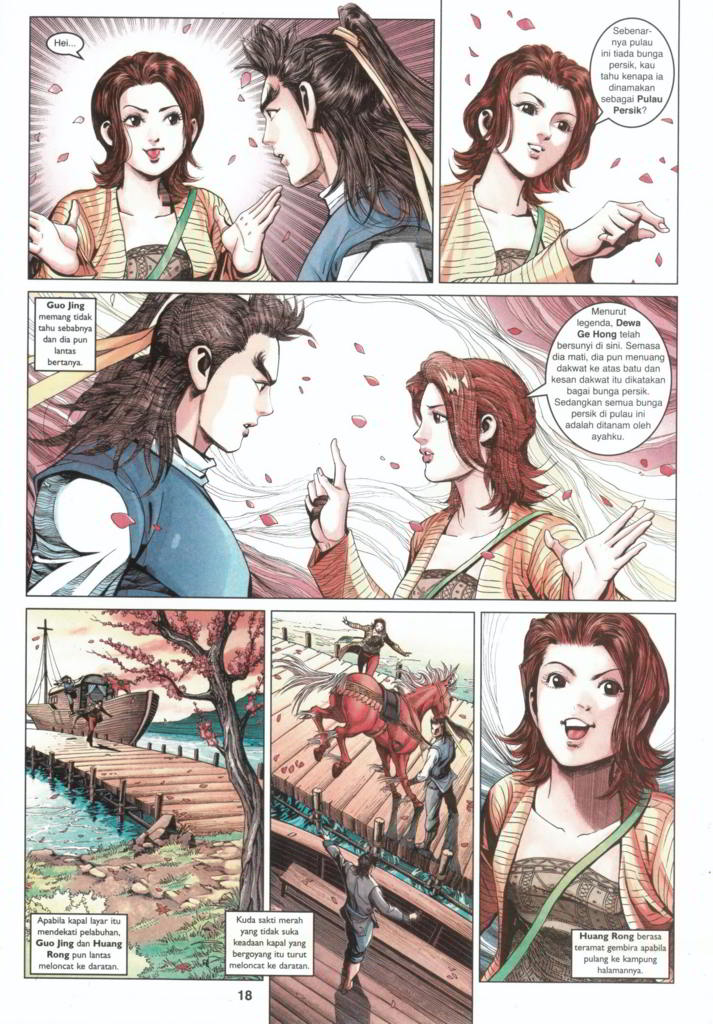 Hei...
Sebenar-
nya pulau
ini tiada bunga
persik, kau
tahu kenapa ia
dinamakan
sebagai Pulau
Persik?
Guo Jing
memang tidak
tahu sebabnya
dan dia pun
lantas
bertanya.
Menurut
legenda, Dewa
Ge Hong telah
bersunyi di sini. Semasa
dia mati, dia pun menuang
dakwat ke atas batu dan
kesan dakwat itu dikatakan
bagai bunga persik.
Sedangkan semua bunga
persik di pulau ini
adalah ditanam oleh
ayahku.
Apabila kapal layar itu
mendekati pelabuhan,
Guo Jing dan Huang
Rong pun lantas
meloncat ke daratan.
Kuda sakti merah
yang tidak suka
keadaan kapal yang
bergoyang itu turut
meloncat ke daratan.
Huang Rong berasa
teramat gembira apabila
pulang ke kampung
halamannya.
18